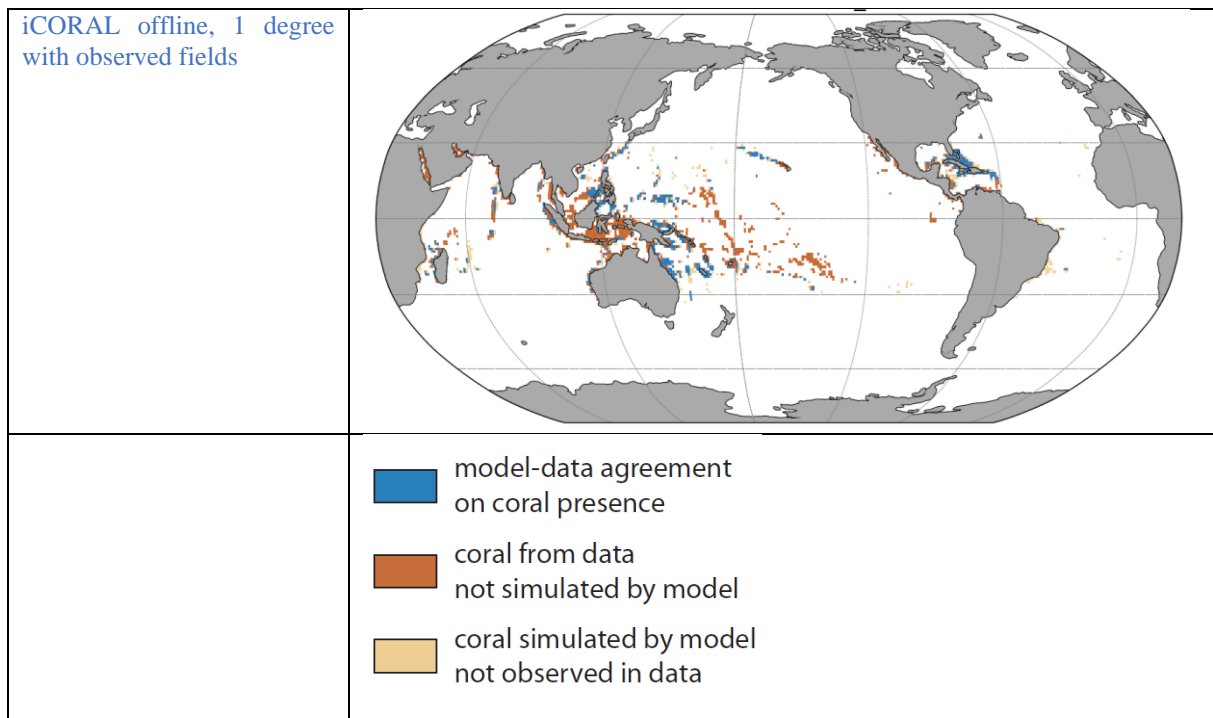 iCORAL offline, 1 degree
with observed fields
model-data agreement
on coral presence
coral from data
not simulated by model
coral simulated by model
not observed in data